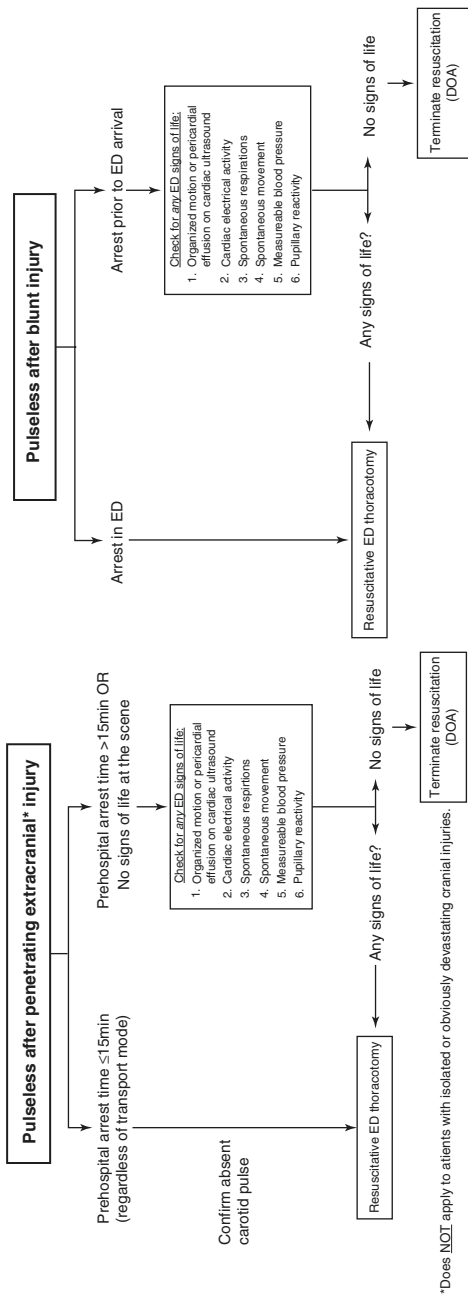 Pulseless after penetrating extracranial* injury
Prehospital arrest time ≤15min
(regardless of transport mode)
Confirm absent
carotid pulse
Resuscitative ED thoracotomy
Prehospital arrest time >15min OR
No signs of life at the scene
Check for any ED signs of life:
1. Organized motion or pericardial
effusion on cardiac ultrasound
2. Cardiac electrical activity
3. Spontaneous respirtions
4. Spontaneous movement
5. Measureable blood pressure
6. Pupillary reactivity
Any signs of life?
No signs of life
Terminate resuscitation
(DOA)
*Does NOT apply to atients with isolated or obviously devastating cranial injuries.
Pulseless after blunt injury
Arrest in ED
Resuscitative ED thoracotomy
Arrest prior to ED arrival
Check for any ED signs of life:
1. Organized motion or pericardial
effusion on cardiac ultrasound
2. Cardiac electrical activity
3. Spontaneous respirations
4. Spontaneous movement
5. Measureable blood pressure
6. Pupillary reactivity
Any signs of life?
No signs of life
Terminate resuscitation
(DOA)